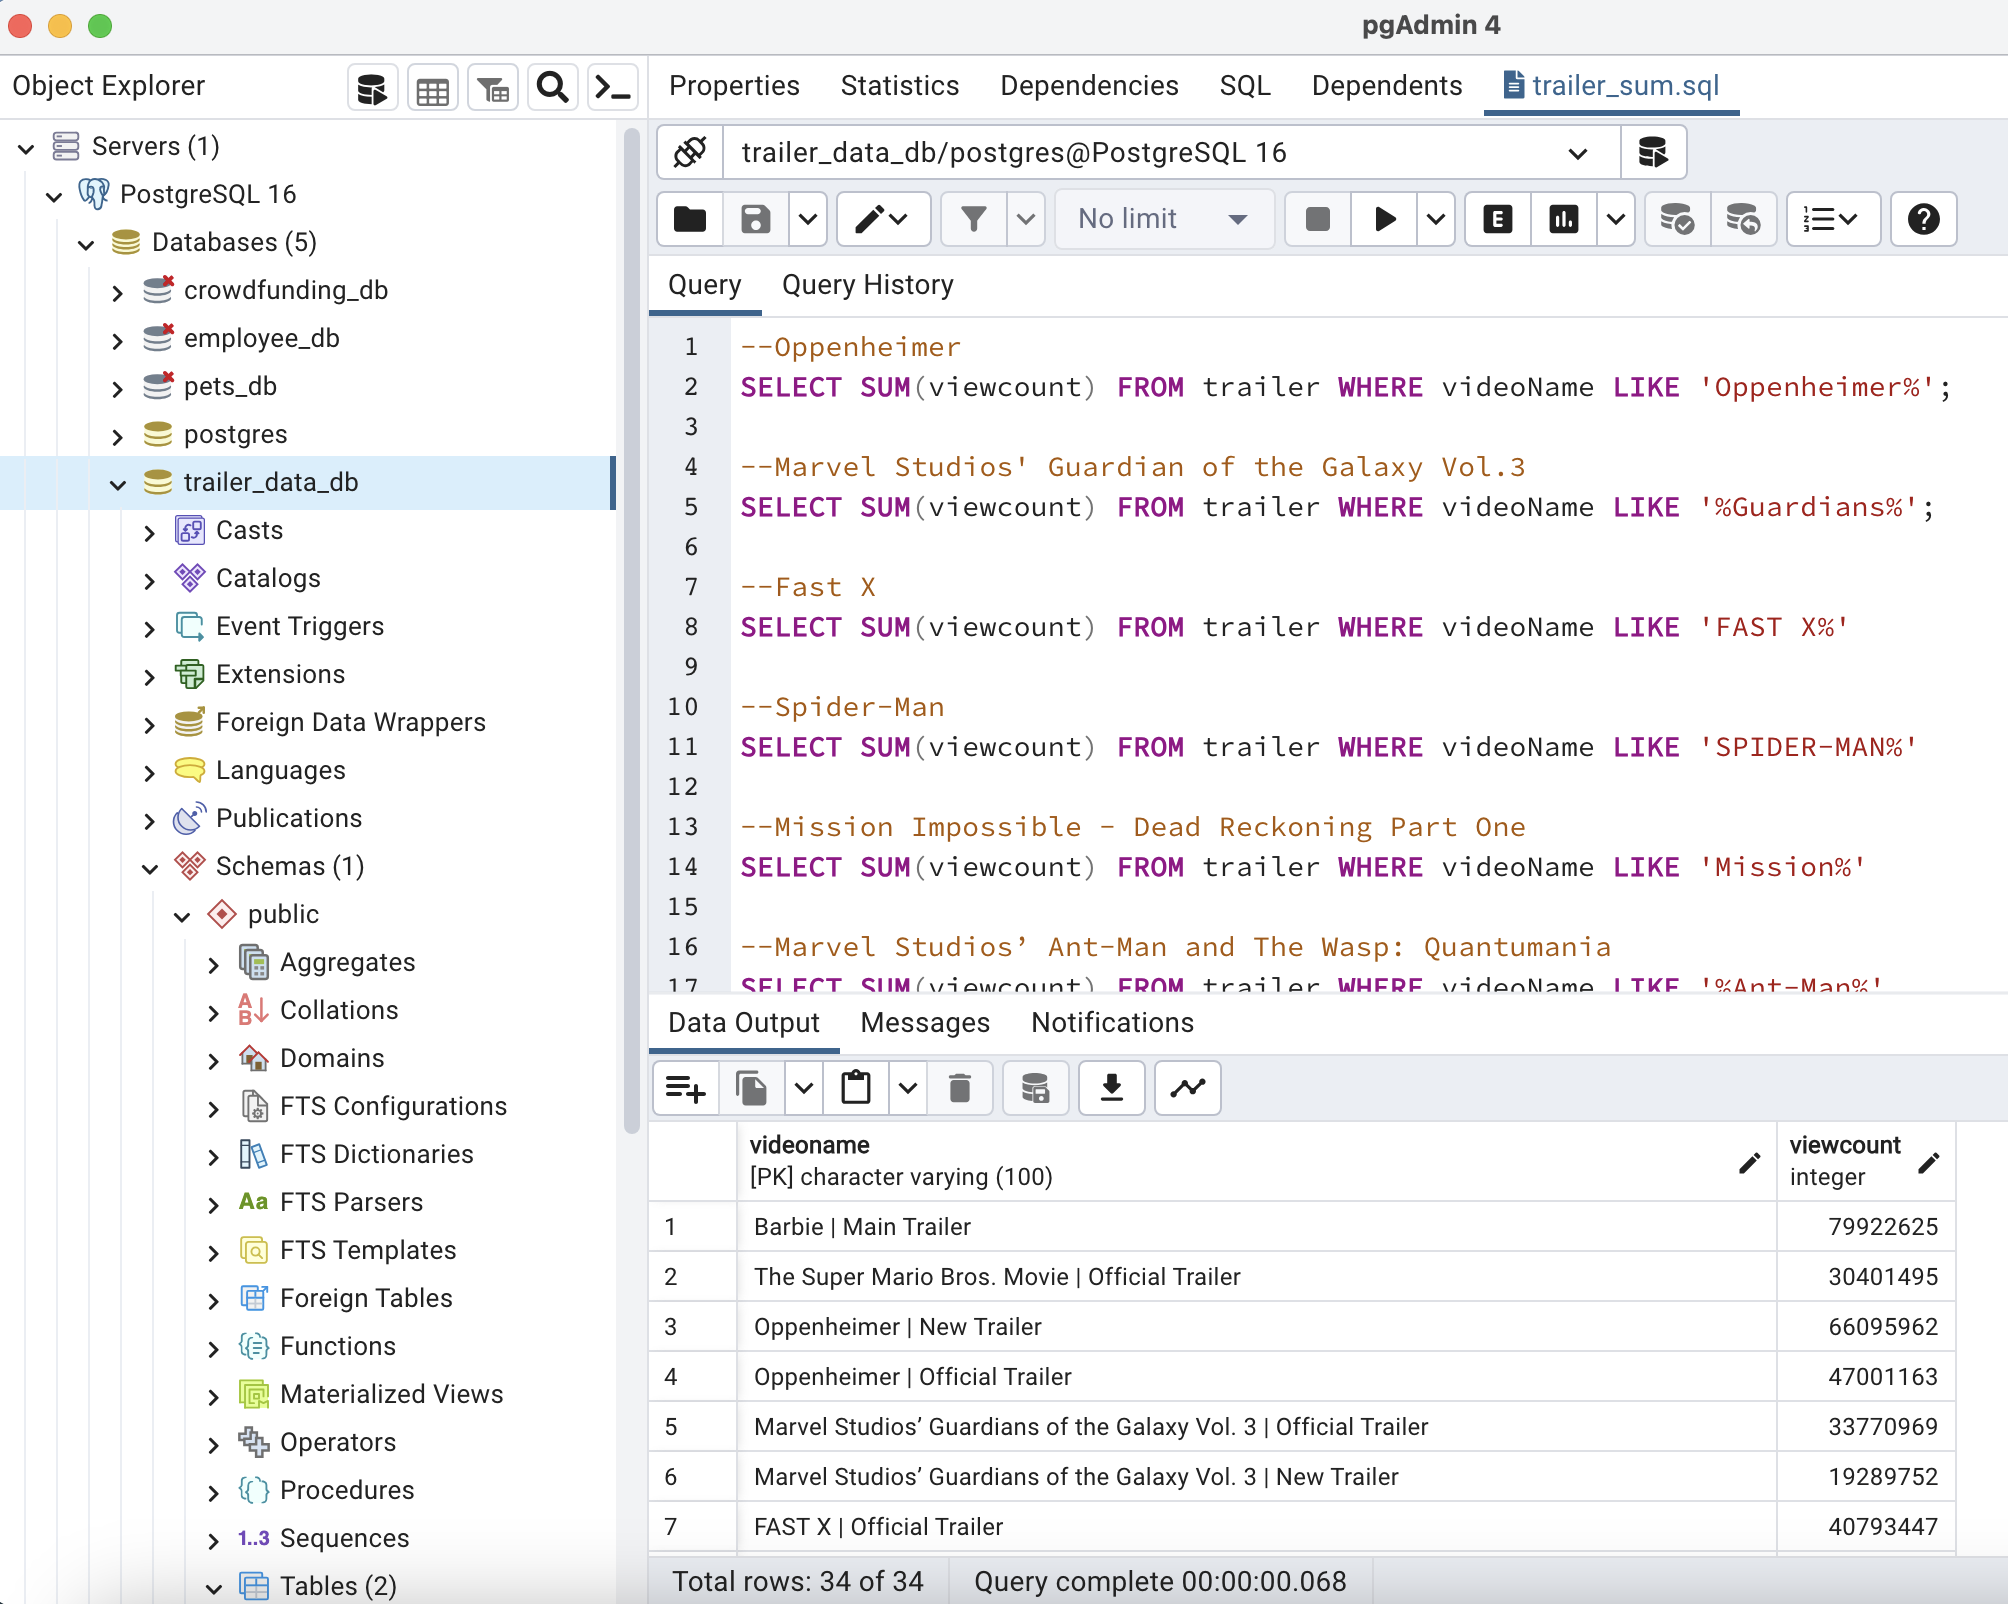 pgAdmin 4
Object Explorer
Servers (1)
PostgreSQL 16
Databases (5)
crowdfunding_db
employee_db
pets_db
postgres
trailer_data_db
Casts
Catalogs
Event Triggers
Extensions
Foreign Data Wrappers
Languages
Publications
Schemas (1)
public
Aggregates
Collations
Domains
FTS Configurations
FTS Dictionaries
Aa FTS Parsers
FTS Templates
Foreign Tables
Functions
Materialized Views
Operators
Procedures
1..3 Sequences
Tables (2)
Properties Statistics Dependencies SQL Dependents trailer_sum.sql
trailer_data_db/postgres@PostgreSQL 16
No limit E
Query Query History
1 --Oppenheimer
2 SELECT SUM(viewcount) FROM trailer WHERE videoName LIKE 'Oppenheimer%';
3
4 --Marvel Studios' Guardian of the Galaxy Vol.3
5 SELECT SUM(viewcount) FROM trailer WHERE videoName LIKE '%Guardians%';
6
7 --Fast X
8 SELECT SUM(viewcount) FROM trailer WHERE videoName LIKE 'FAST X%'
9
10 --Spider-Man
11 SELECT SUM(viewcount) FROM trailer WHERE videoName LIKE 'SPIDER-MAN%'
12
13 --Mission Impossible - Dead Reckoning Part One
14 SELECT SUM(viewcount) FROM trailer WHERE videoName LIKE 'Mission%'
15
16 --Marvel Studios’ Ant-Man and The Wasp: Quantumania
17 SELECT SUM(viewcount) FROM trailer WHERE videoName LIKE '%Ant-Man%'
Data Output Messages Notifications
videoname viewcount
[PK] character varying (100) integer
1 Barbie | Main Trailer 79922625
2 The Super Mario Bros. Movie | Official Trailer 30401495
3 Oppenheimer | New Trailer 66095962
4 Oppenheimer | Official Trailer 47001163
5 Marvel Studios’ Guardians of the Galaxy Vol. 3 | Official Trailer 33770969
6 Marvel Studios’ Guardians of the Galaxy Vol. 3 | New Trailer 19289752
7 FAST X | Official Trailer 40793447
Total rows: 34 of 34 Query complete 00:00:00.068